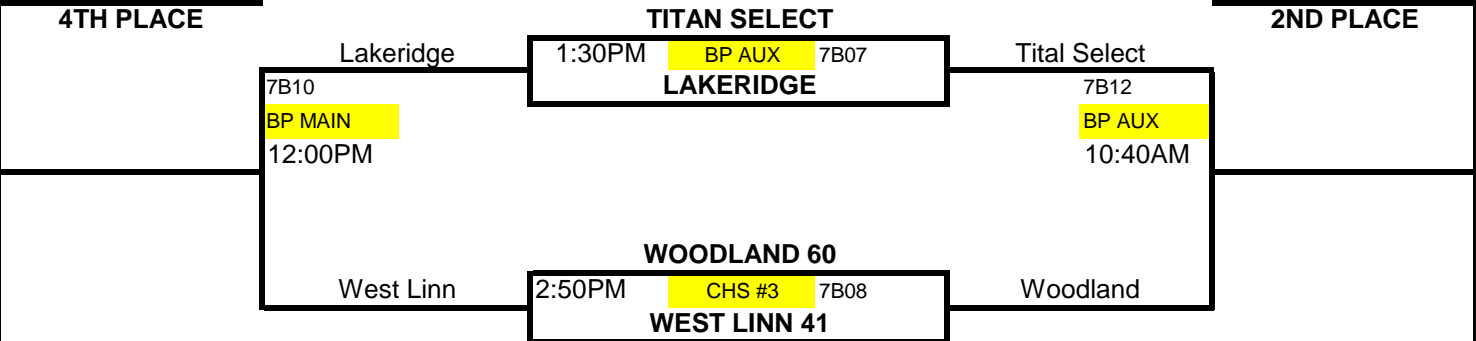 4TH PLACE TITAN SELECT 2ND PLACE
Lakeridge 1:30PM BP AUX 7B07 Tital Select
7B10 LAKERIDGE 7B12
BP MAIN BP AUX
12:00PM 10:40AM
WOODLAND 60
West Linn 2:50PM CHS #3 7B08 Woodland
WEST LINN 41